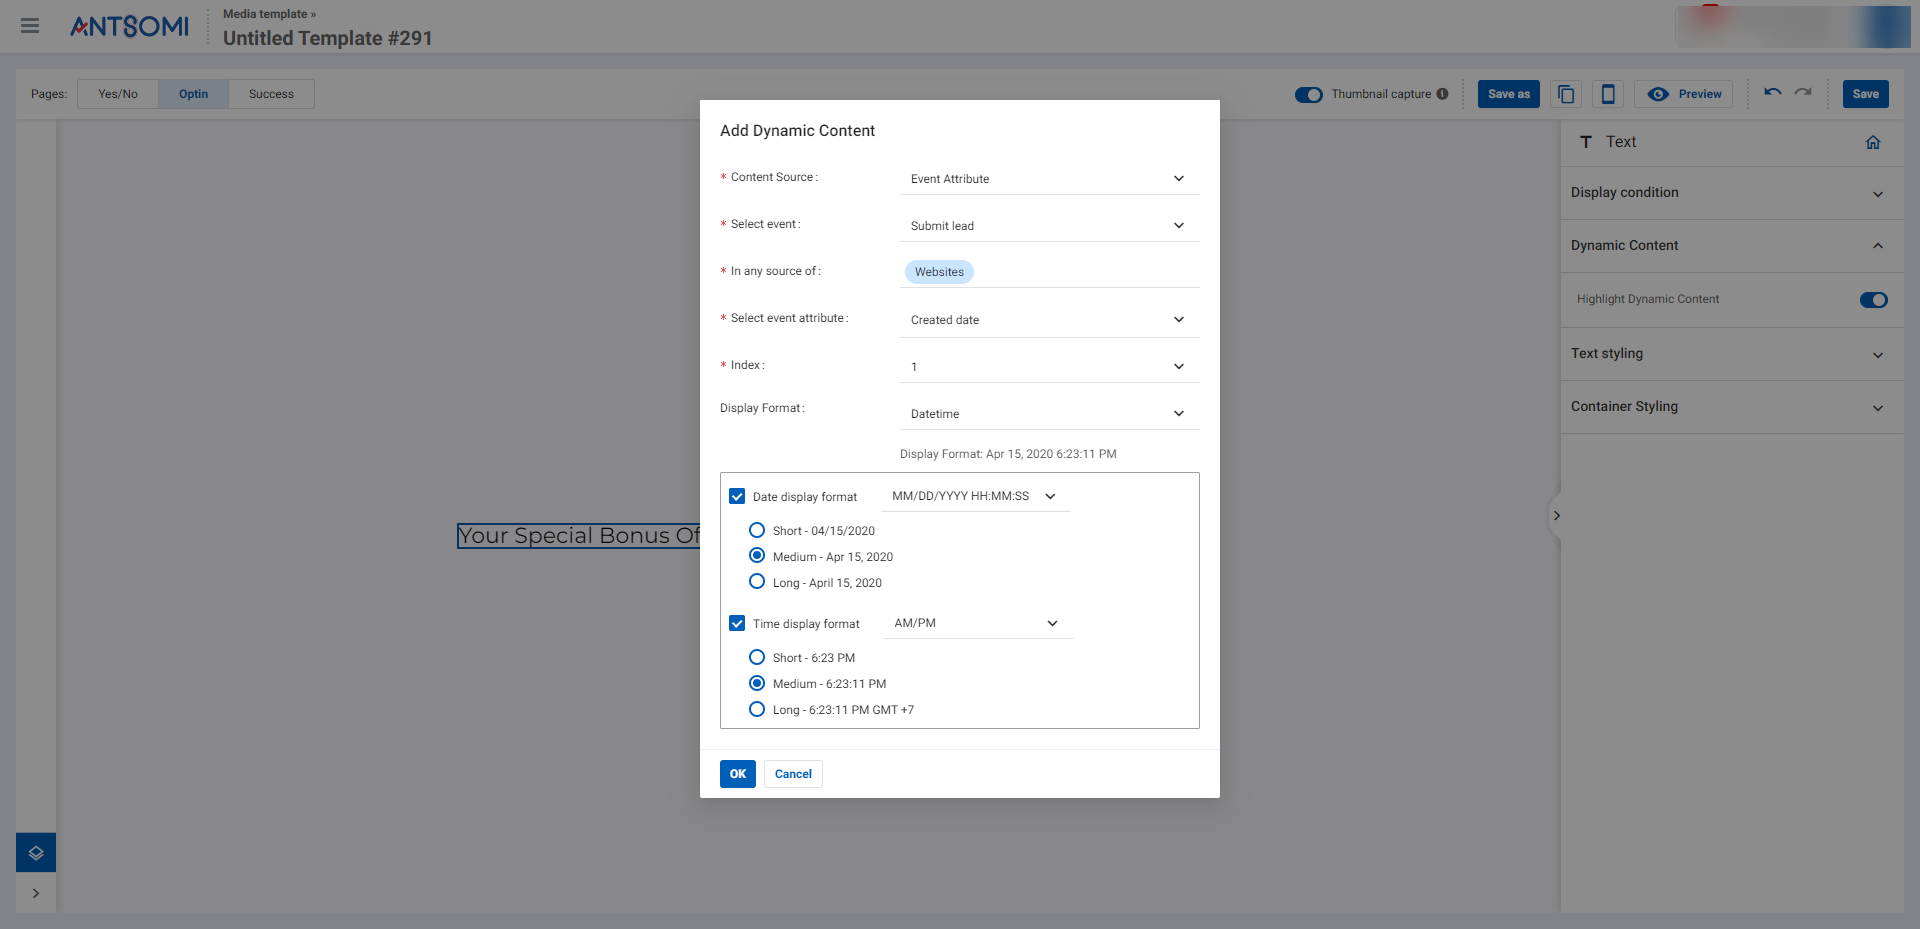 ANTSOMI
Media template »
Untitled Template #291
Pages:
Yes/No
Optin
Success
Thumbnail capture
Save as
Preview
Save
Your Special Bonus Of
Add Dynamic Content
* Content Source:
Event Attribute
* Select event:
Submit lead
* In any source of:
Websites
* Select event attribute:
Created date
* Index:
1
Display Format:
Datetime
Display Format: Apr 15, 2020 6:23:11 PM
Date display format
MM/DD/YYYY HH:MM:SS
Short - 04/15/2020
Medium - Apr 15, 2020
Long - April 15, 2020
Time display format
AM/PM
Short - 6:23 PM
Medium - 6:23:11 PM
Long - 6:23:11 PM GMT +7
OK
Cancel
T Text
Display condition
Dynamic Content
Highlight Dynamic Content
Text styling
Container Styling